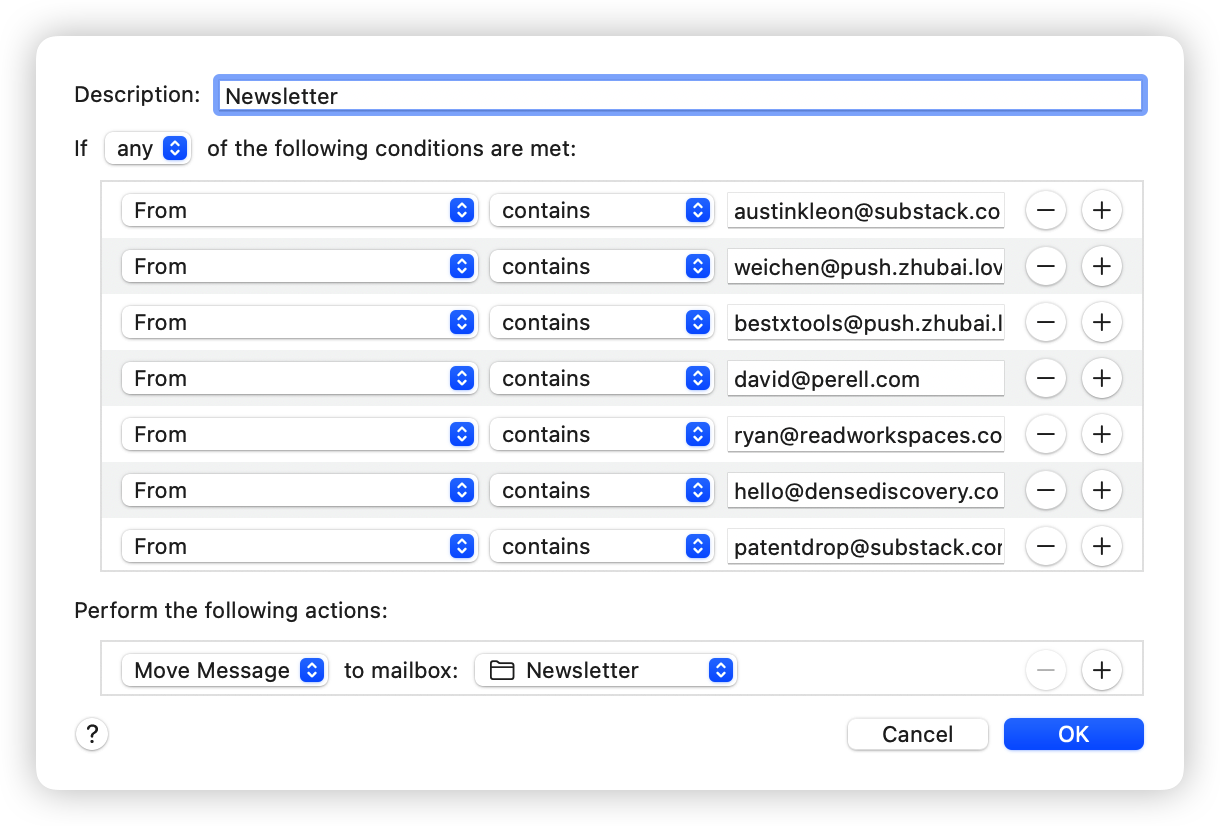 Description: Newsletter
If any of the following conditions are met:
From contains austinkleon@substack.co
From contains weichen@push.zhubai.lov
From contains bestxtools@push.zhubai.l
From contains david@perell.com
From contains ryan@readworkspaces.co
From contains hello@densediscovery.co
From contains patentdrop@substack.cor
Perform the following actions:
Move Message to mailbox: Newsletter
? Cancel OK